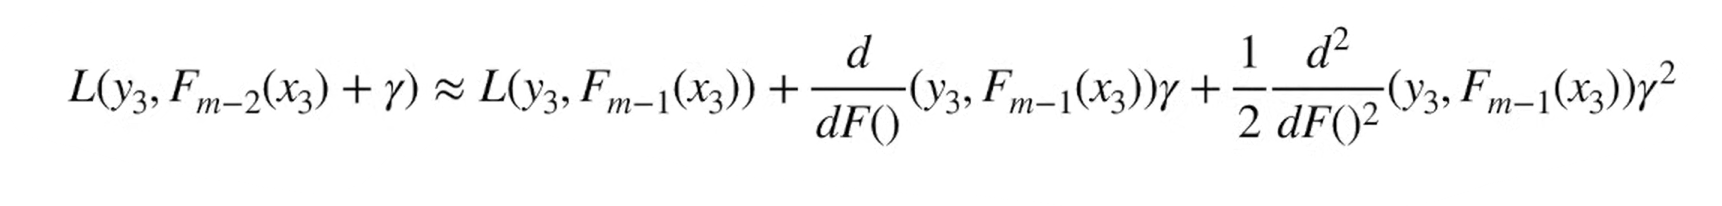 L(y₃, Fₘ₋₂(x₃) + γ) ≈ L(y₃, Fₘ₋₁(x₃)) + d/dF() (y₃, Fₘ₋₁(x₃))γ + 1/2 d²/dF()² (y₃, Fₘ₋₁(x₃))γ²